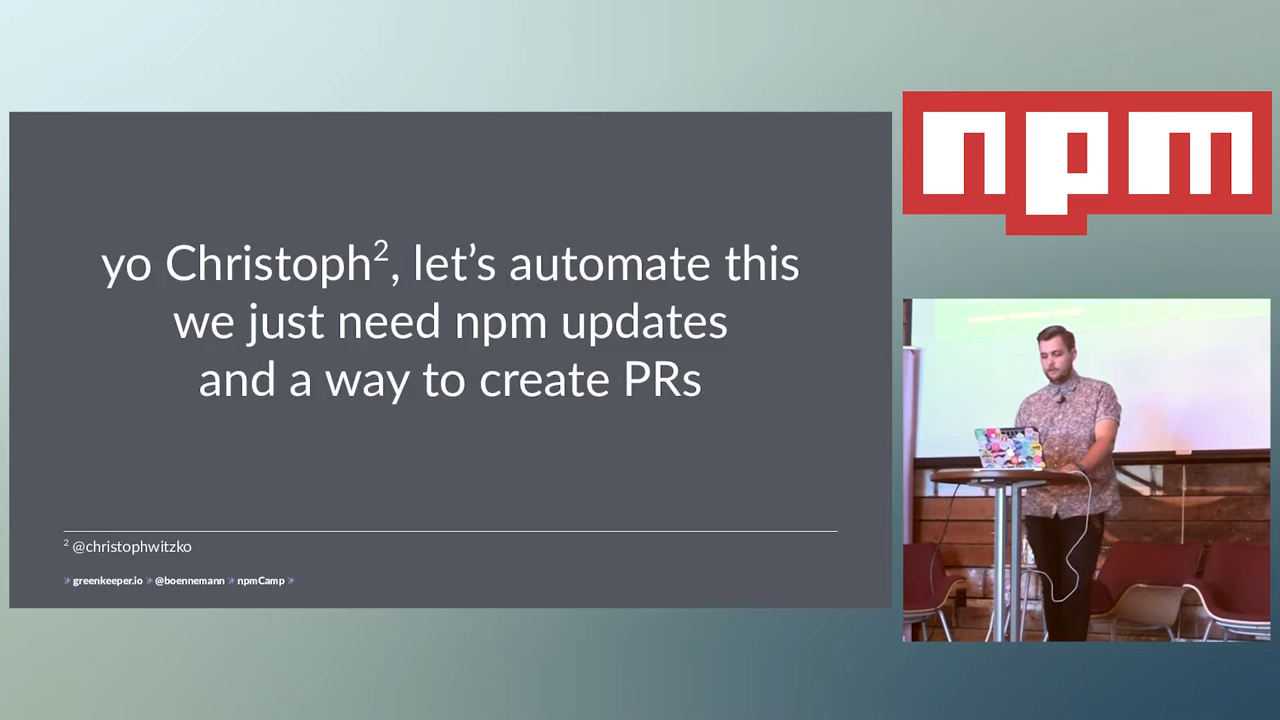 yo Christoph², let's automate this
we just need npm updates
and a way to create PRs
² @christophwitzko
greenkeeper.io ✨ @boennemann ✨ npmCamp
npm